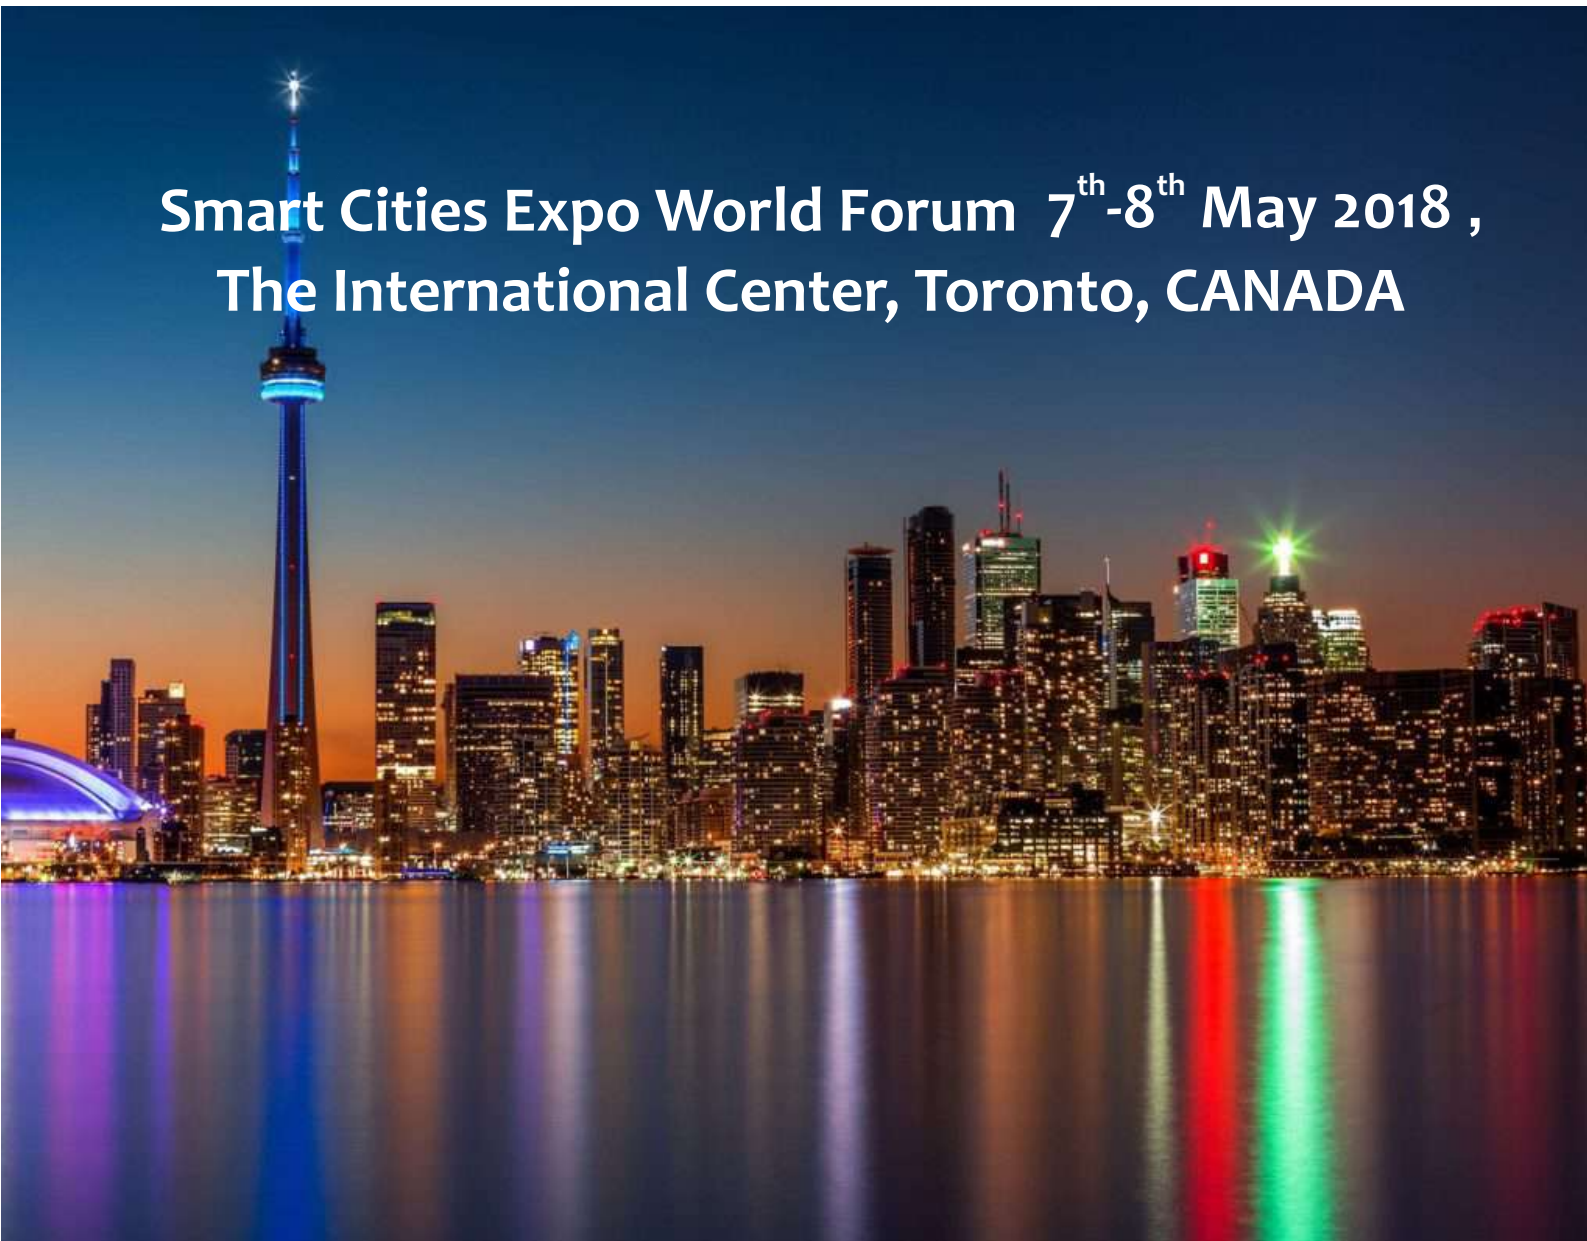 Smart Cities Expo World Forum 7th-8th May 2018 ,
The International Center, Toronto, CANADA